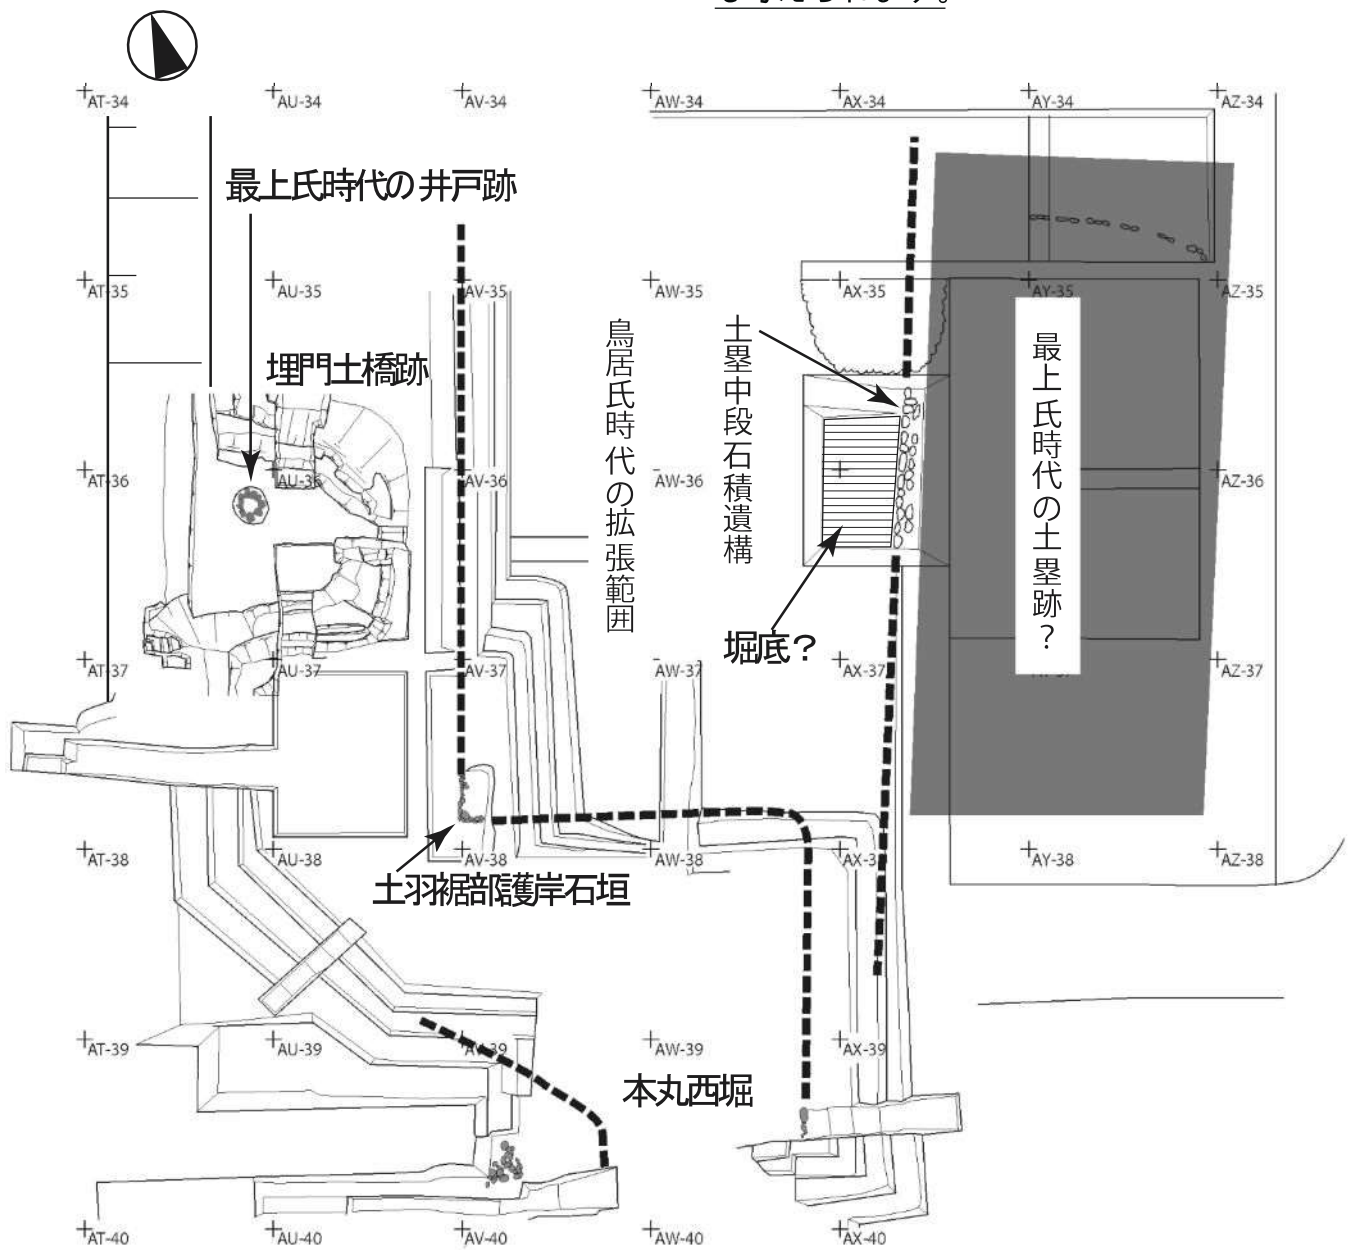 AT-34 AU-34 AV-34 AW-34 AX-34 AY-34 AZ-34
最上氏時代の井戸跡
AT-35 AU-35 AV-35 AW-35 AX-35 AY-35 AZ-35
埋門土橋跡
鳥居氏時代の拡張範囲
土塁中段石積遺構
最上氏時代の土塁跡？
AT-36 AU-36 AV-36 AW-36 AX-36 AZ-36
堀底？
AT-37 AU-37 AV-37 AW-37 AX-37 AZ-37
AT-38 AU-38 AV-38 AW-38 AX-3 AY-38 AZ-38
土羽裾部護岸石垣
AT-39 AU-39 AV-39 AW-39 AX-39
本丸西堀
AT-40 AU-40 AV-40 AW-40 AX-40